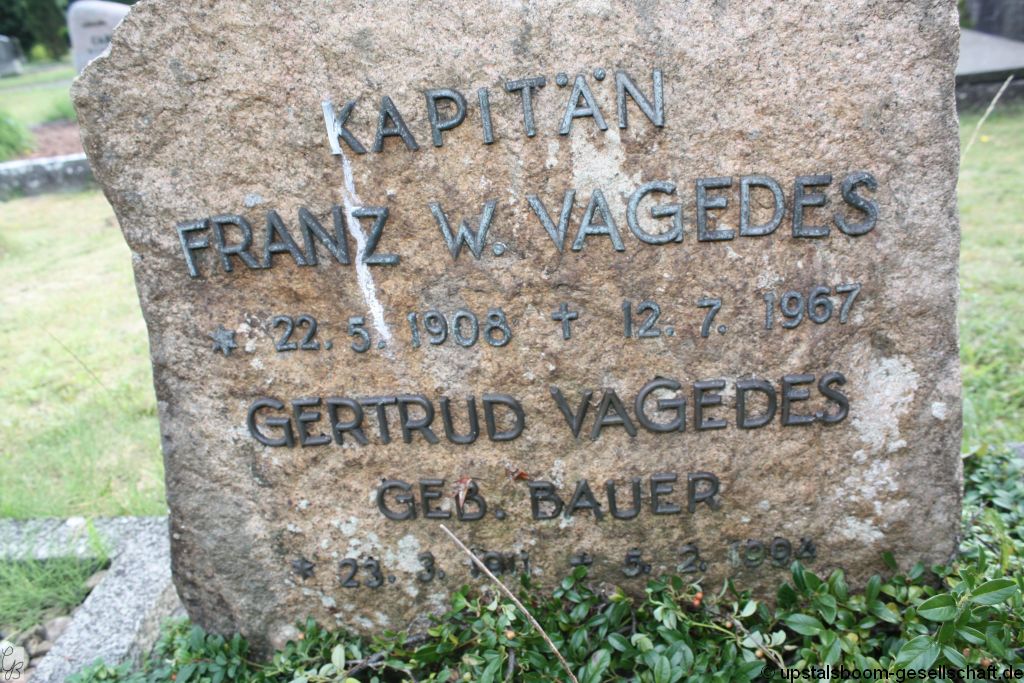 KAPITÄN
FRANZ W. VAGEDES
* 22. 5. 1908 † 12. 7. 1967
GERTRUD VAGEDES
GEB. BAUER
* 23. 3. 1911 † 5. 2. 1994
© upstalsboom-gesellschaft.de
GB